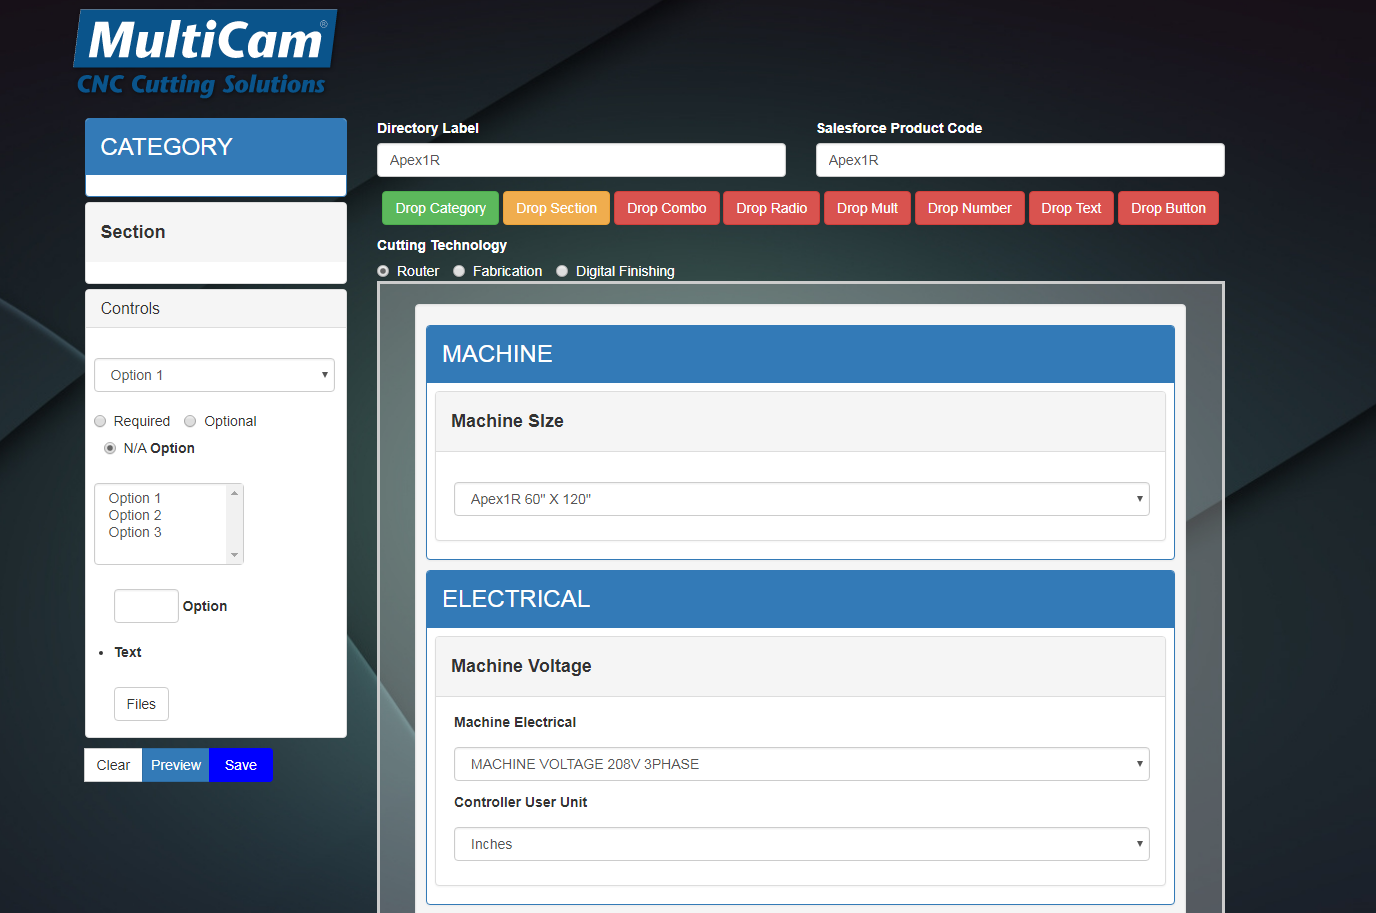 MultiCam®
CNC Cutting Solutions
CATEGORY
Section
Controls
Option 1
Required Optional
N/A Option
Option 1
Option 2
Option 3
Option
Text
Files
Clear Preview Save
Directory Label
Apex1R
Salesforce Product Code
Apex1R
Drop Category Drop Section Drop Combo Drop Radio Drop Mult Drop Number Drop Text Drop Button
Cutting Technology
Router Fabrication Digital Finishing
MACHINE
Machine SIze
Apex1R 60" X 120"
ELECTRICAL
Machine Voltage
Machine Electrical
MACHINE VOLTAGE 208V 3PHASE
Controller User Unit
Inches